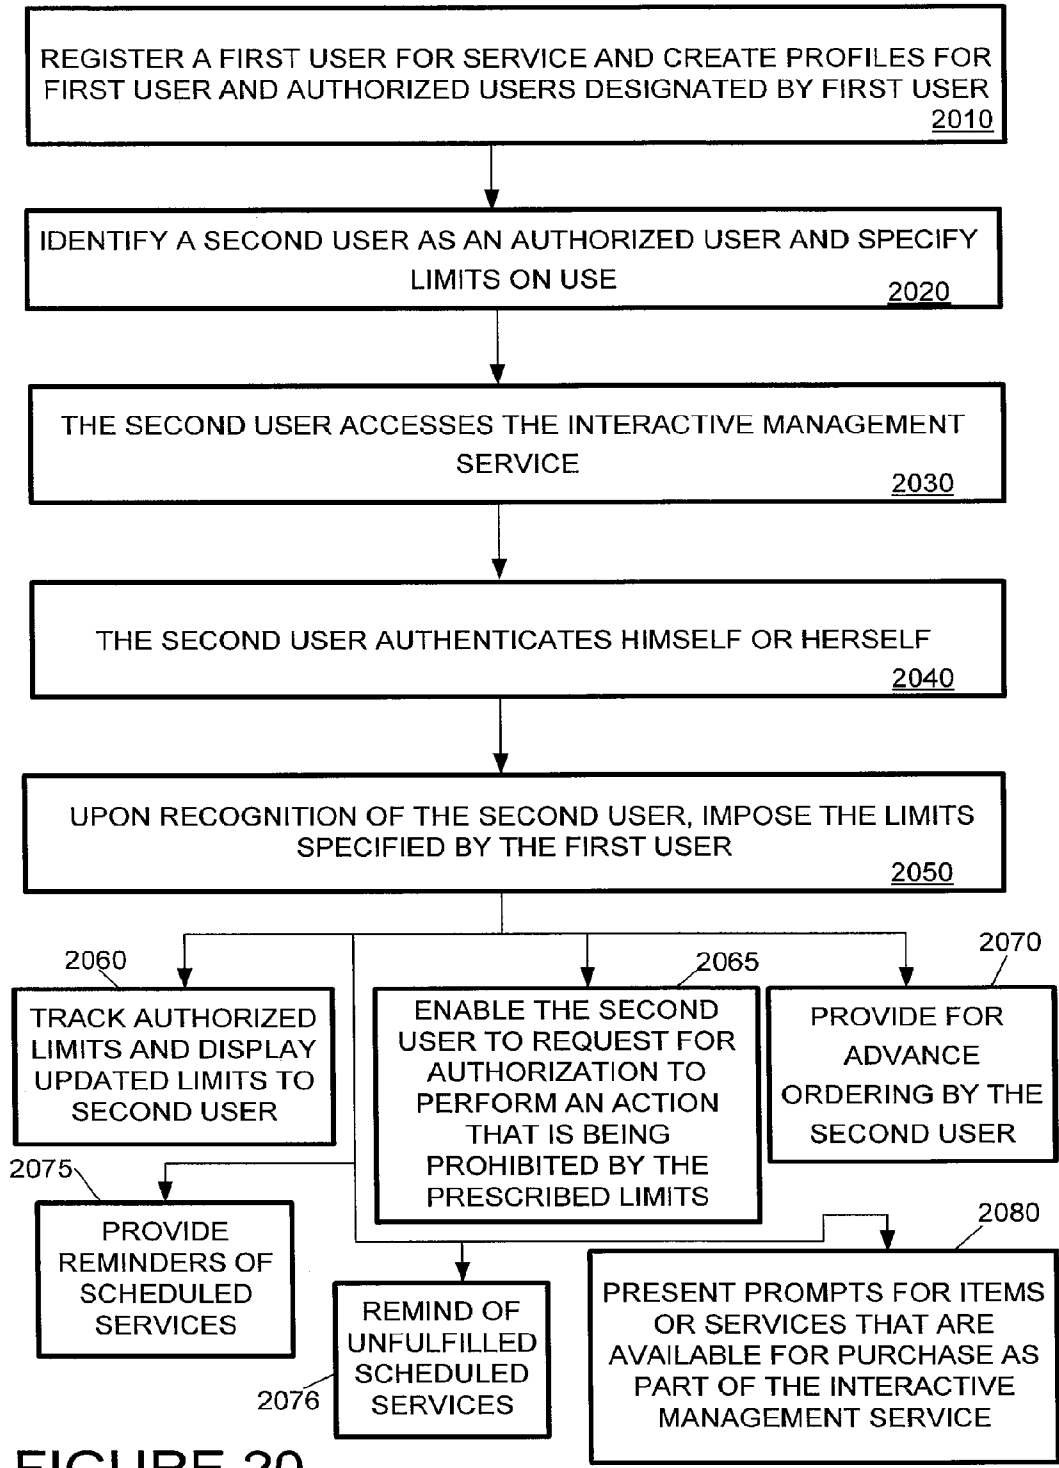 REGISTER A FIRST USER FOR SERVICE AND CREATE PROFILES FOR
FIRST USER AND AUTHORIZED USERS DESIGNATED BY FIRST USER
2010
IDENTIFY A SECOND USER AS AN AUTHORIZED USER AND SPECIFY
LIMITS ON USE
2020
THE SECOND USER ACCESSES THE INTERACTIVE MANAGEMENT
SERVICE
2030
THE SECOND USER AUTHENTICATES HIMSELF OR HERSELF
2040
UPON RECOGNITION OF THE SECOND USER, IMPOSE THE LIMITS
SPECIFIED BY THE FIRST USER
2050
2060
TRACK AUTHORIZED
LIMITS AND DISPLAY
UPDATED LIMITS TO
SECOND USER
2065
ENABLE THE SECOND
USER TO REQUEST FOR
AUTHORIZATION TO
PERFORM AN ACTION
THAT IS BEING
PROHIBITED BY THE
PRESCRIBED LIMITS
2070
PROVIDE FOR
ADVANCE
ORDERING BY THE
SECOND USER
2075
PROVIDE
REMINDERS OF
SCHEDULED
SERVICES
REMIND OF
UNFULFILLED
SCHEDULED
SERVICES
2076
2080
PRESENT PROMPTS FOR ITEMS
OR SERVICES THAT ARE
AVAILABLE FOR PURCHASE AS
PART OF THE INTERACTIVE
MANAGEMENT SERVICE
FIGURE 20